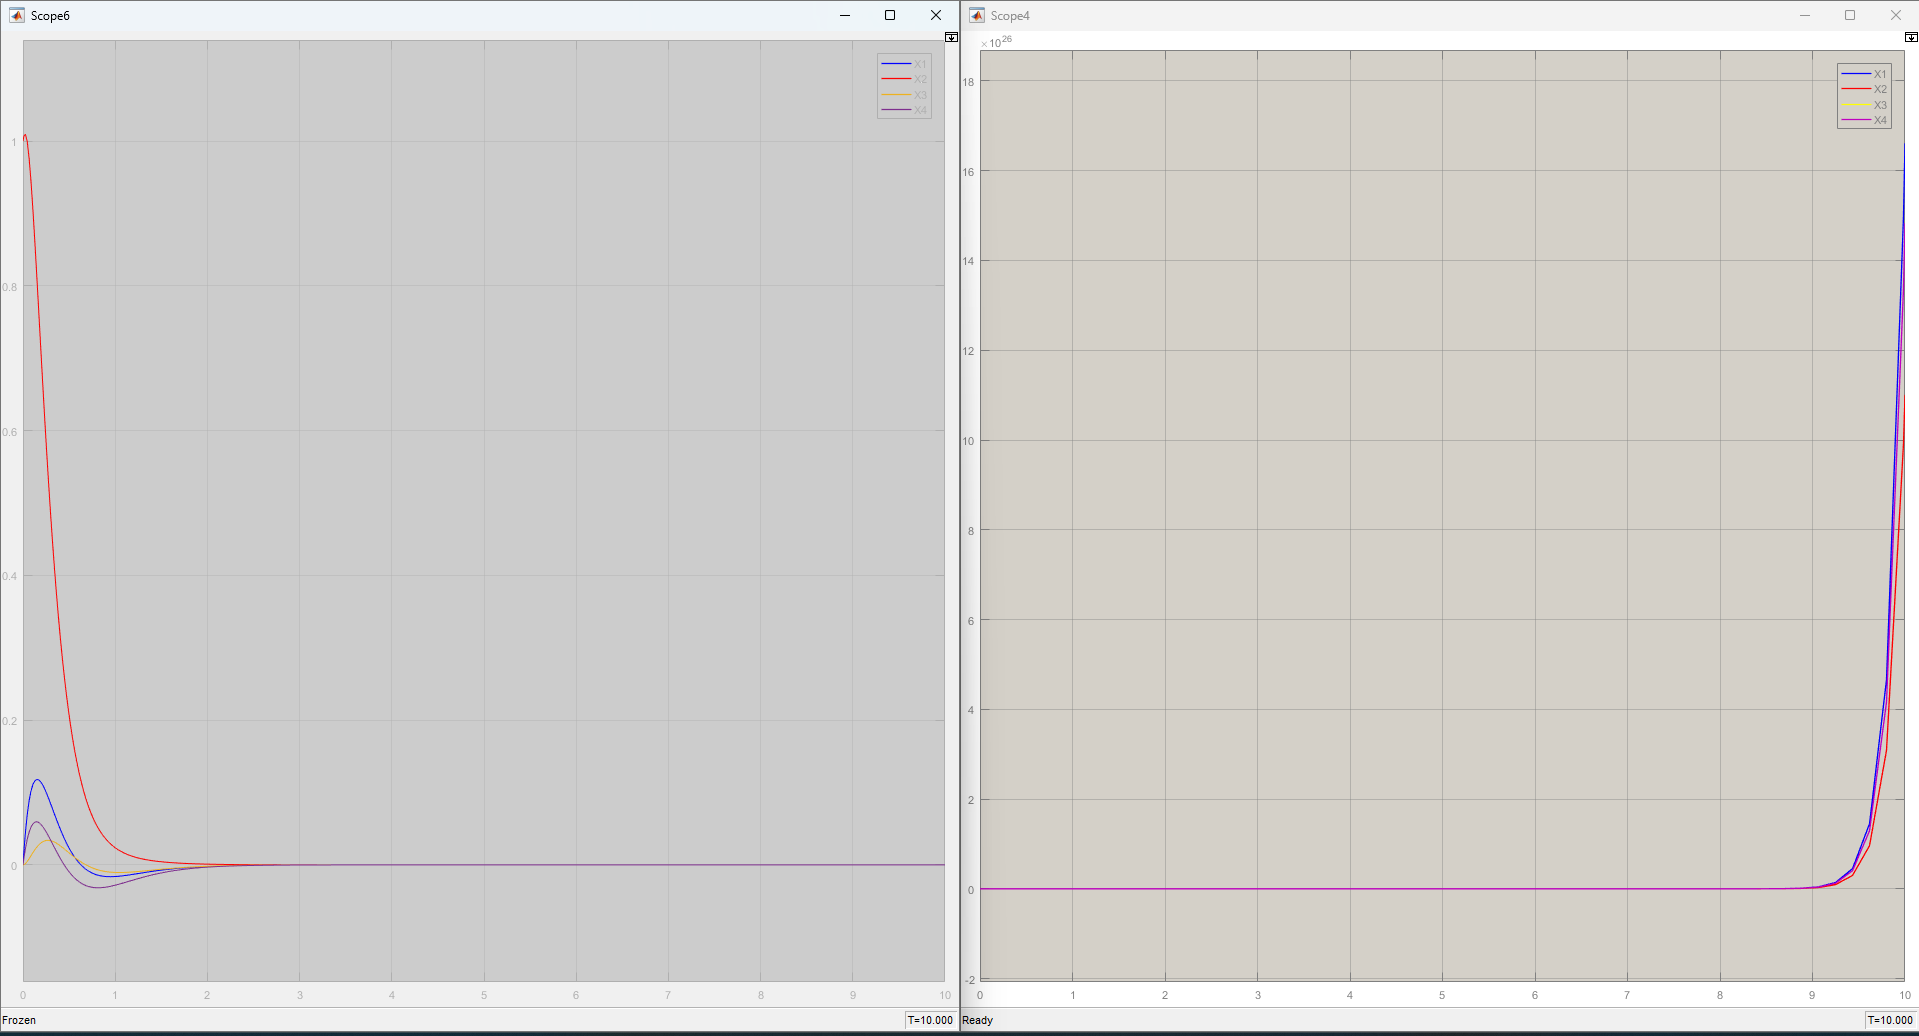 Scope6
X1
X2
X3
X4
1
0.8
0.6
0.4
0.2
0
0 1 2 3 4 5 6 7 8 9 10
Frozen
T=10.000
Scope4
×10^26
X1
X2
X3
X4
18
16
14
12
10
8
6
4
2
0
-2
0 1 2 3 4 5 6 7 8 9 10
Ready
T=10.000